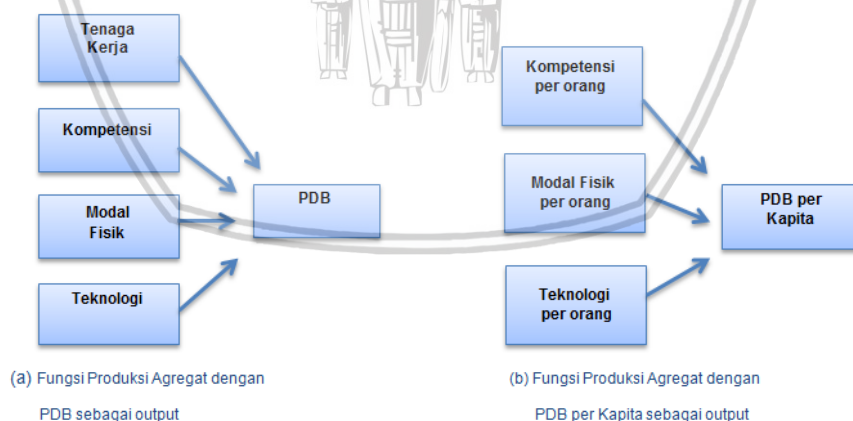 Tenaga
Kerja
Kompetensi
Modal
Fisik
Teknologi
PDB
(a) Fungsi Produksi Agregat dengan
PDB sebagai output
Kompetensi
per orang
Modal Fisik
per orang
Teknologi
per orang
PDB per
Kapita
(b) Fungsi Produksi Agregat dengan
PDB per Kapita sebagai output